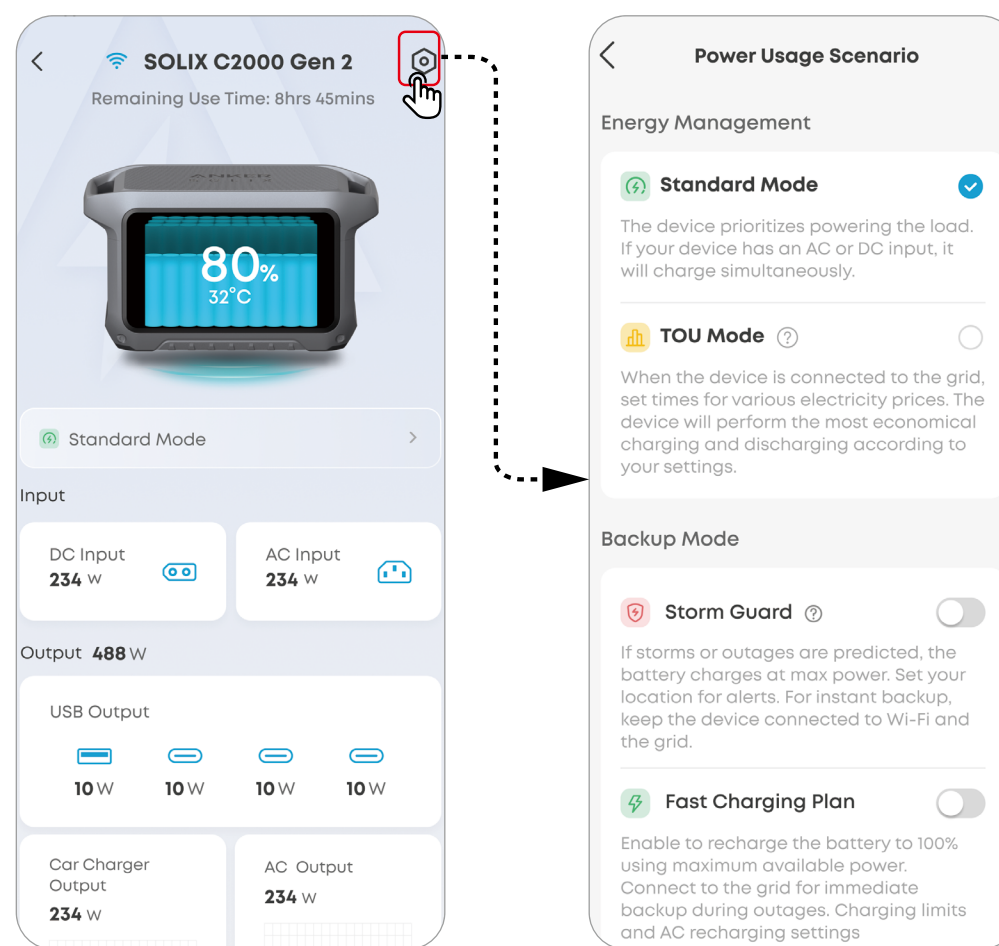 SOLIX C2000 Gen 2
Remaining Use Time: 8hrs 45mins
ANKER
80%
32°C
Standard Mode
Input
DC Input
234 W
AC Input
234 W
Output 488 W
USB Output
10 W
10 W
10 W
10 W
Car Charger
Output
234 W
AC Output
234 W
Power Usage Scenario
Energy Management
Standard Mode
The device prioritizes powering the load.
If your device has an AC or DC input, it
will charge simultaneously.
TOU Mode ?
When the device is connected to the grid,
set times for various electricity prices. The
device will perform the most economical
charging and discharging according to
your settings.
Backup Mode
Storm Guard ?
If storms or outages are predicted, the
battery charges at max power. Set your
location for alerts. For instant backup,
keep the device connected to Wi-Fi and
the grid.
Fast Charging Plan
Enable to recharge the battery to 100%
using maximum available power.
Connect to the grid for immediate
backup during outages. Charging limits
and AC recharging settings